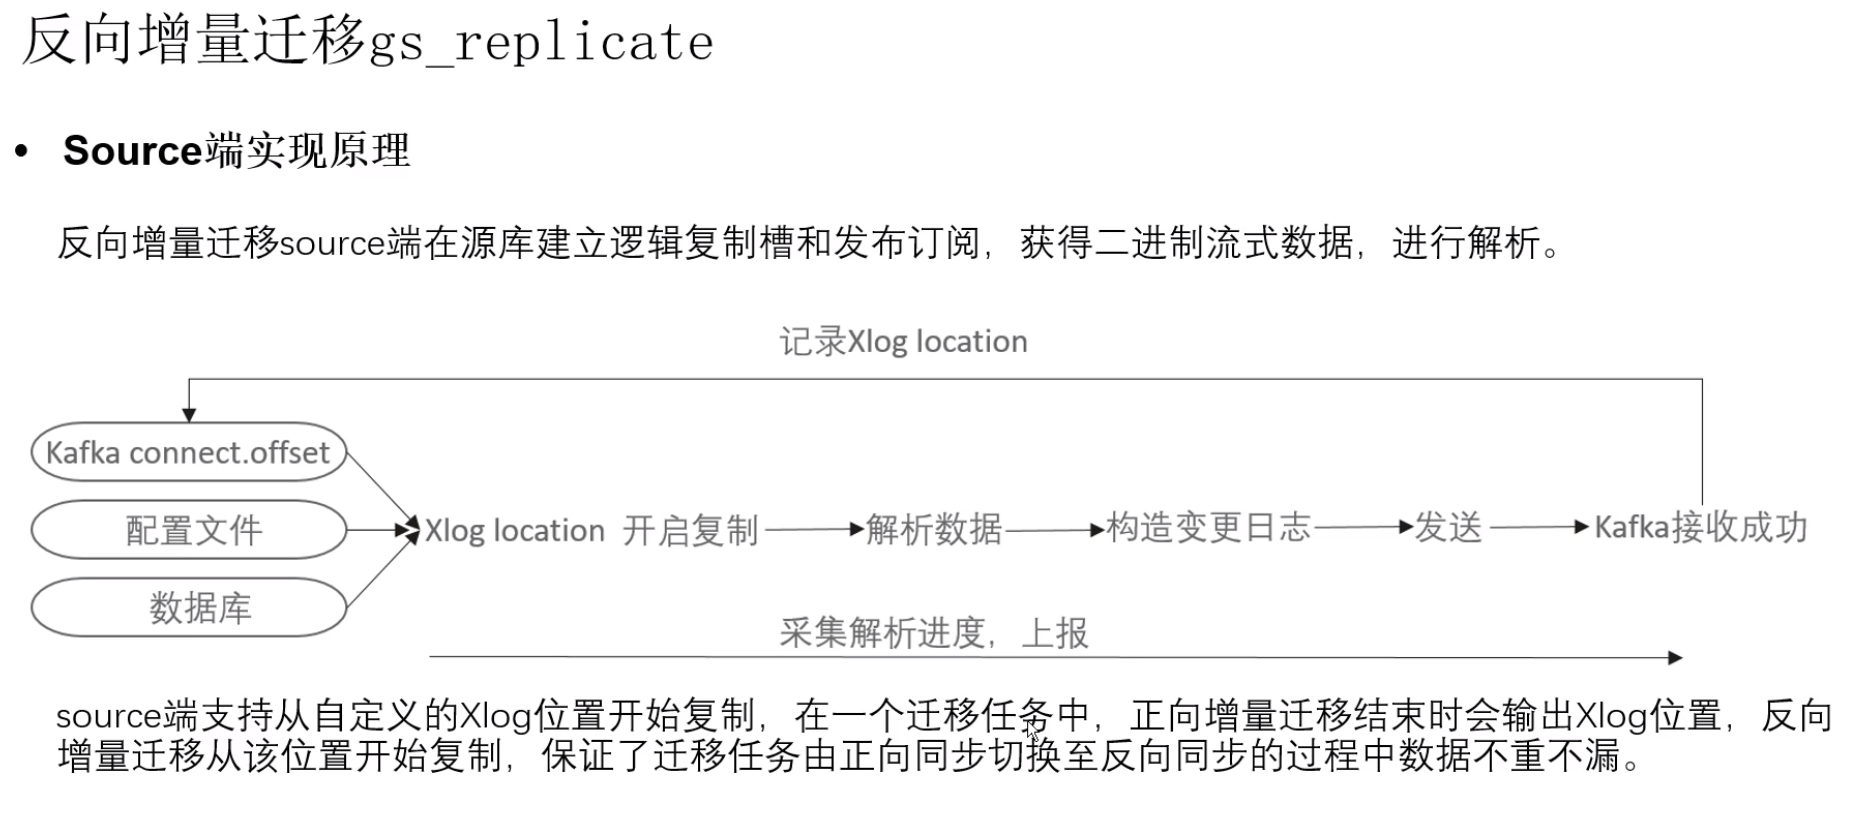 反向增量迁移gs_replicate
• Source端实现原理
反向增量迁移source端在源库建立逻辑复制槽和发布订阅，获得二进制流式数据，进行解析。
记录Xlog location
Kafka connect.offset
配置文件
数据库
Xlog location 开启复制
解析数据
构造变更日志
发送
Kafka接收成功
采集解析进度，上报
source端支持从自定义的Xlog位置开始复制，在一个迁移任务中，正向增量迁移结束时会输出Xlog位置，反向
增量迁移从该位置开始复制，保证了迁移任务由正向同步切换至反向同步的过程中数据不重不漏。